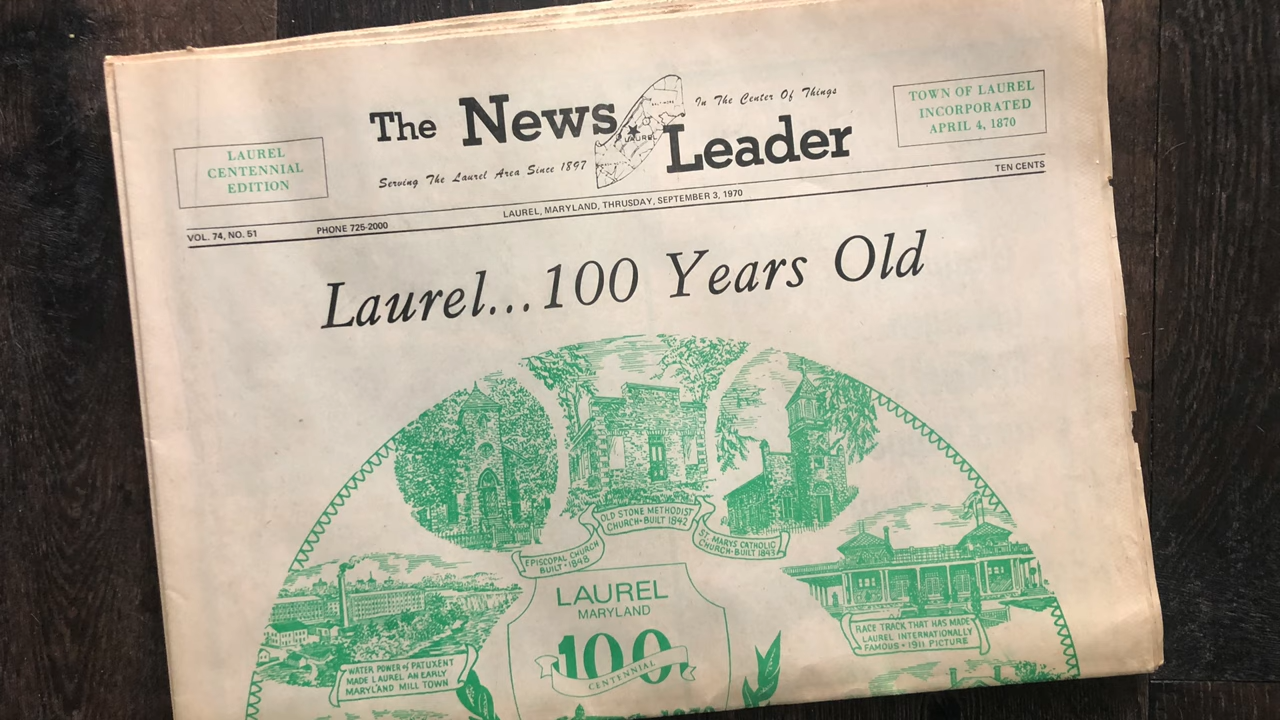 LAUREL
CENTENNIAL
EDITION
The News
Leader
In The Center Of Things
Serving The Laurel Area Since 1897
LAUREL
TOWN OF LAUREL
INCORPORATED
APRIL 4, 1870
TEN CENTS
VOL. 74, NO. 51
PHONE 725-2000
LAUREL, MARYLAND, THRUSDAY, SEPTEMBER 3, 1970
Laurel...100 Years Old
EPISCOPAL CHURCH
BUILT • 1848
OLD STONE METHODIST
CHURCH • BUILT 1842
ST. MARYS CATHOLIC
CHURCH • BUILT 1843
WATER POWER of PATUXENT
MADE LAUREL AN EARLY
MARYLAND MILL TOWN
RACE TRACK THAT HAS MADE
LAUREL INTERNATIONALLY
FAMOUS • 1911 PICTURE
LAUREL
MARYLAND
100
CENTENNIAL